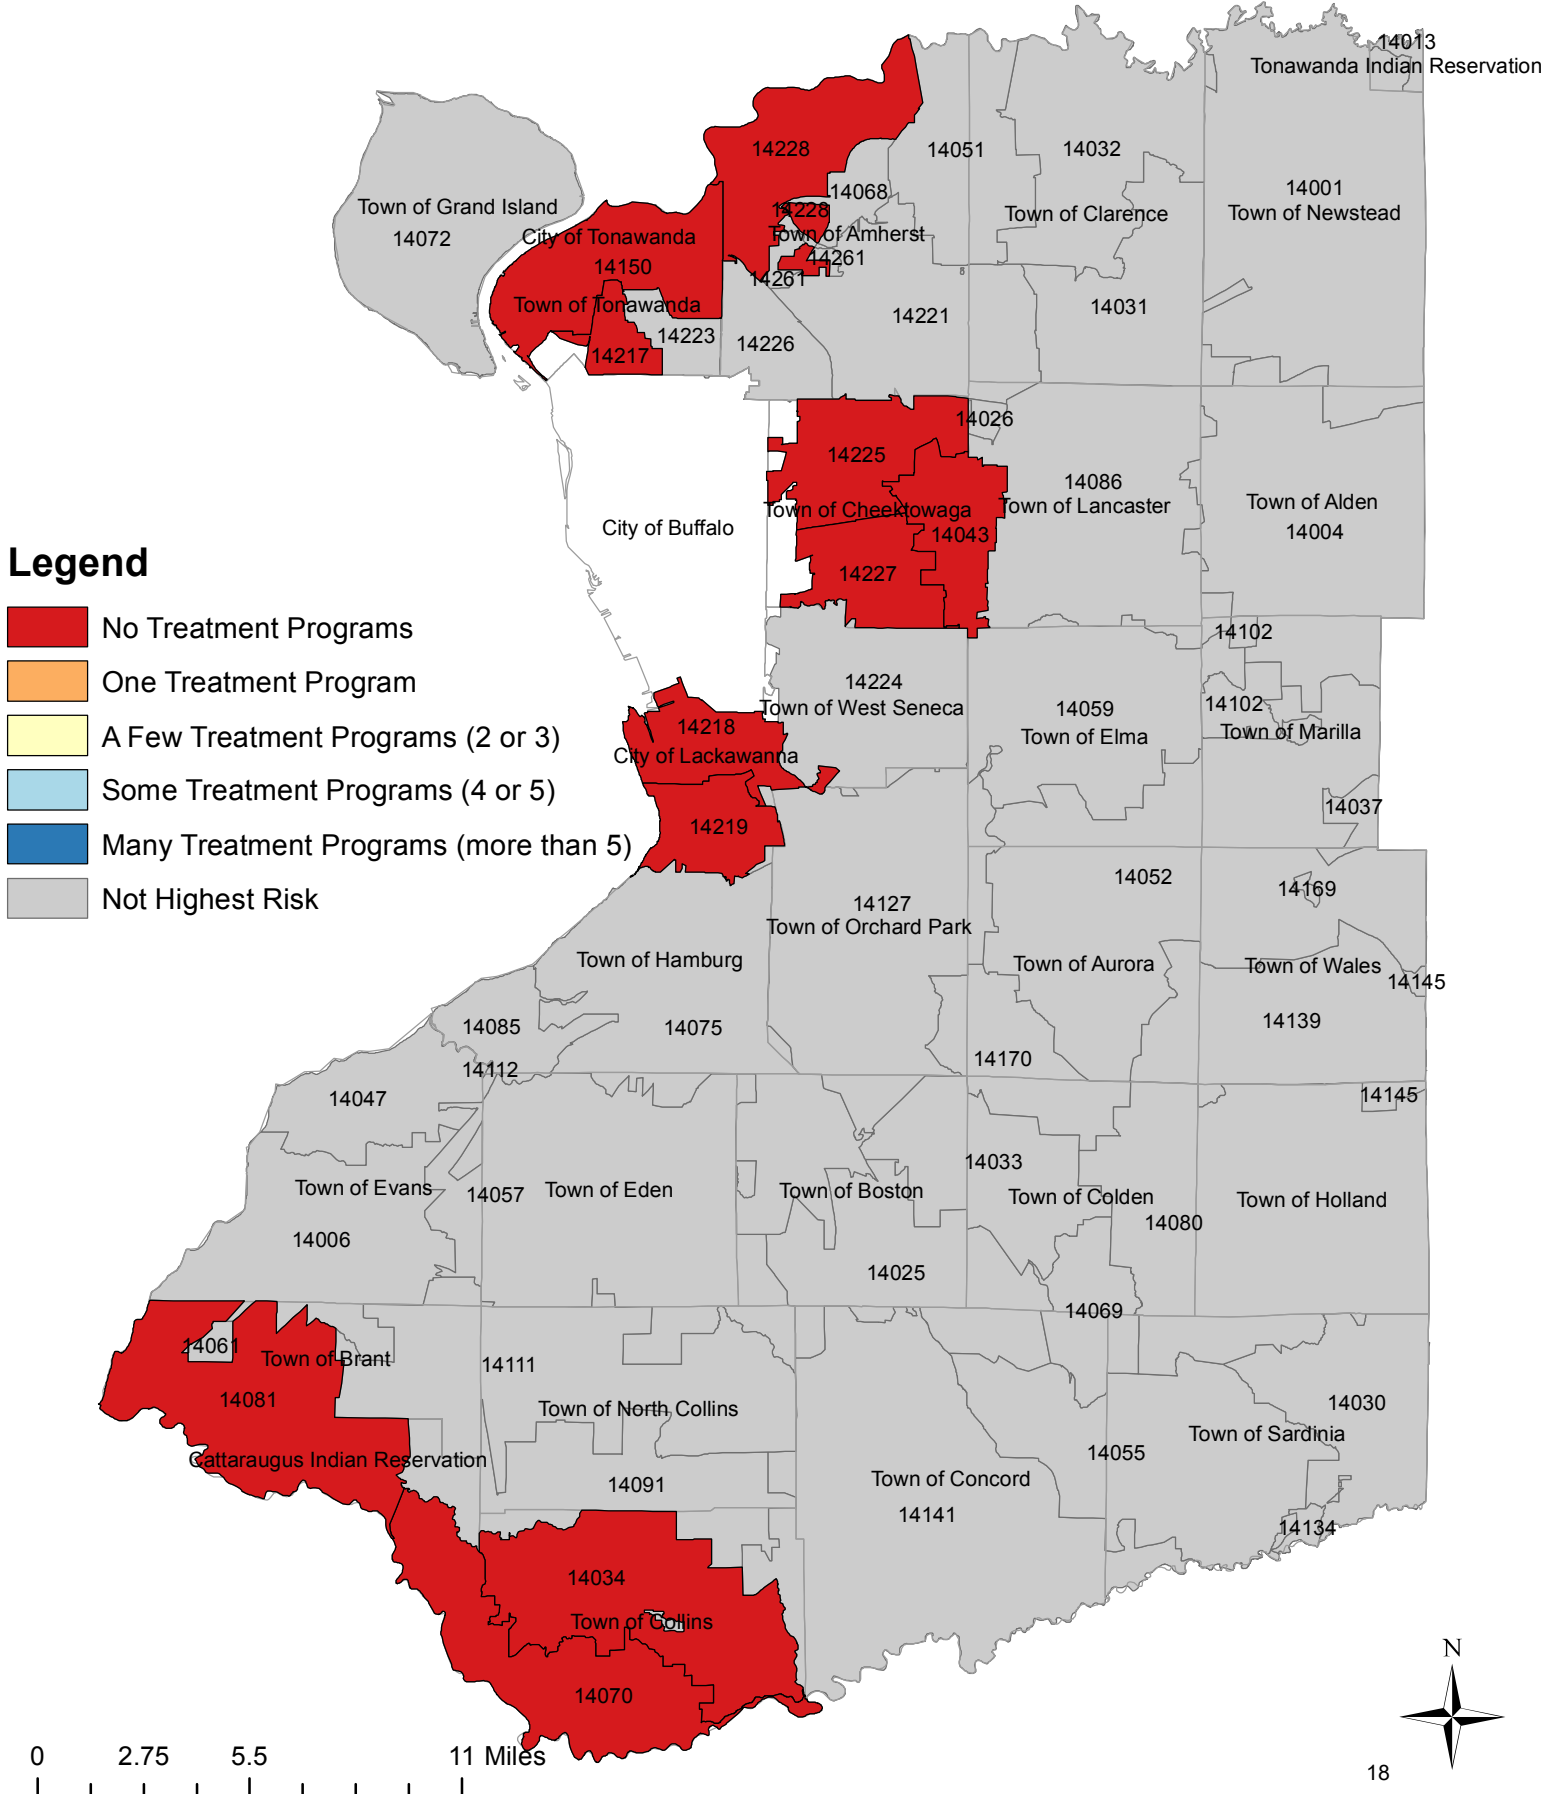 14013
Tonawanda Indian Reservation
14228
14051
14032
14068
14001
Town of Grand Island
14228
Town of Clarence
Town of Newstead
14072
City of Tonawanda
Town of Amherst
14150
14261
14261
Town of Tonawanda
14031
14221
14223
14226
14217
14026
14225
14086
Town of Cheektowaga
Town of Lancaster
Town of Alden
City of Buffalo
14043
14004
14227
Legend
No Treatment Programs
One Treatment Program
A Few Treatment Programs (2 or 3)
Some Treatment Programs (4 or 5)
Many Treatment Programs (more than 5)
Not Highest Risk
14102
14224
Town of West Seneca
14059
14102
14218
Town of Elma
Town of Marilla
City of Lackawanna
14037
14219
14052
14169
14127
Town of Orchard Park
Town of Hamburg
Town of Aurora
Town of Wales
14145
14085
14075
14139
14112
14170
14047
14145
14033
Town of Evans
14057
Town of Eden
Town of Boston
Town of Colden
Town of Holland
14080
14006
14025
14069
14061
Town of Brant
14111
14081
Town of North Collins
14030
Town of Sardinia
Cattaraugus Indian Reservation
14055
14091
Town of Concord
14141
14134
14034
Town of Collins
N
14070
0
2.75
5.5
11 Miles
18